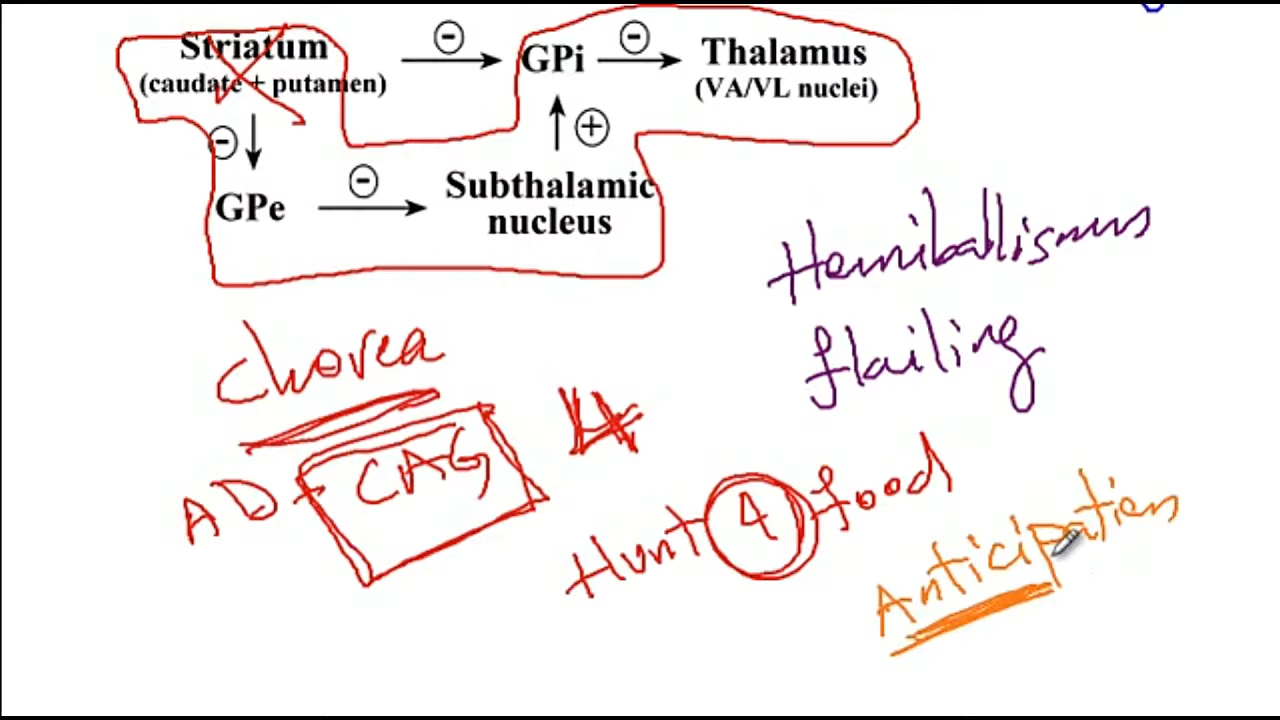 Striatum ⊖ GPi ⊖ Thalamus
(caudate + putamen) (VA/VL nuclei)
⊖ ⊕
GPe ⊖ Subthalamic
nucleus
Hemiballismus
flailing
Chorea
AD - CAG 4
Hunt 4 food
Anticipation